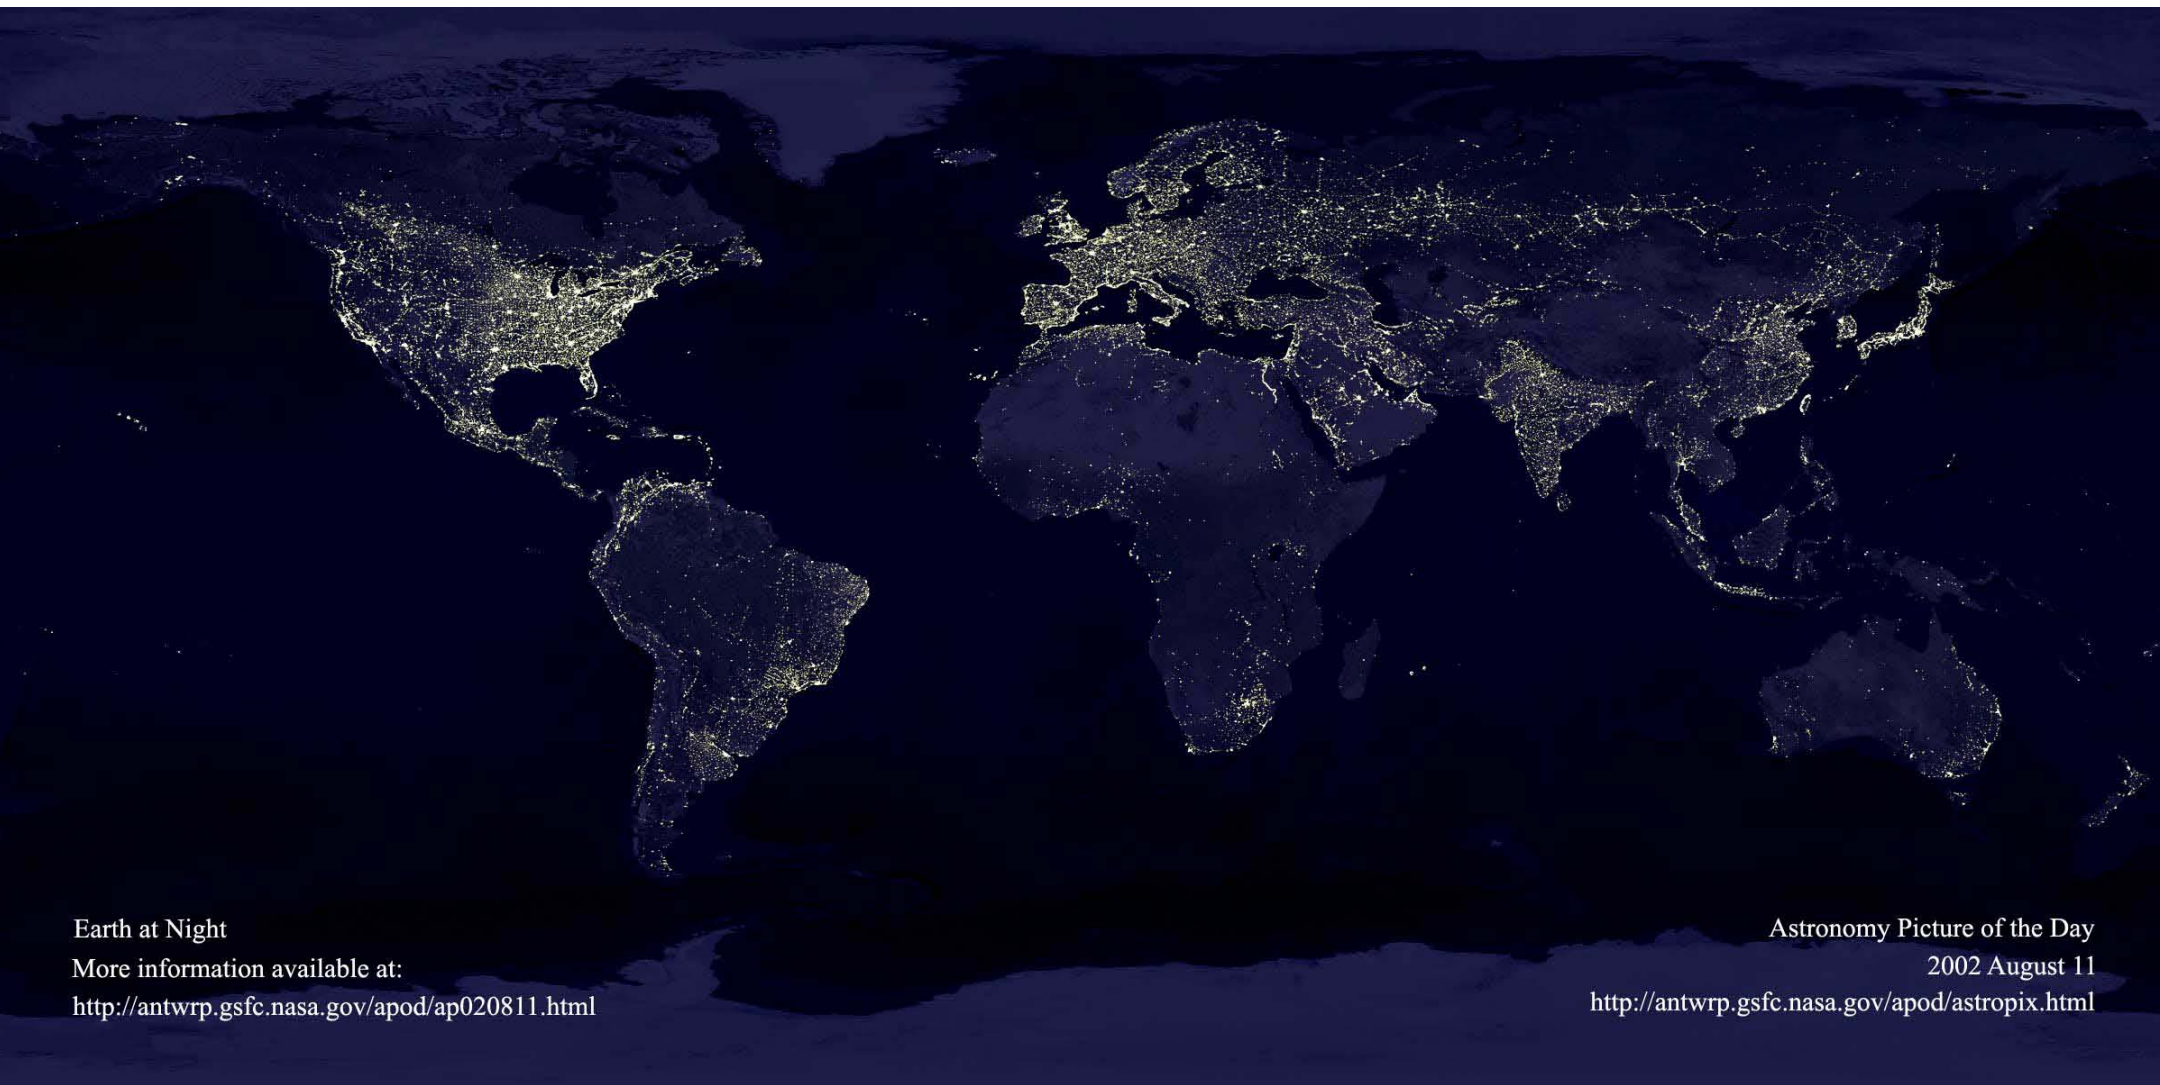 Earth at Night
More information available at:
http://antwrp.gsfc.nasa.gov/apod/ap020811.html
Astronomy Picture of the Day
2002 August 11
http://antwrp.gsfc.nasa.gov/apod/astropix.html